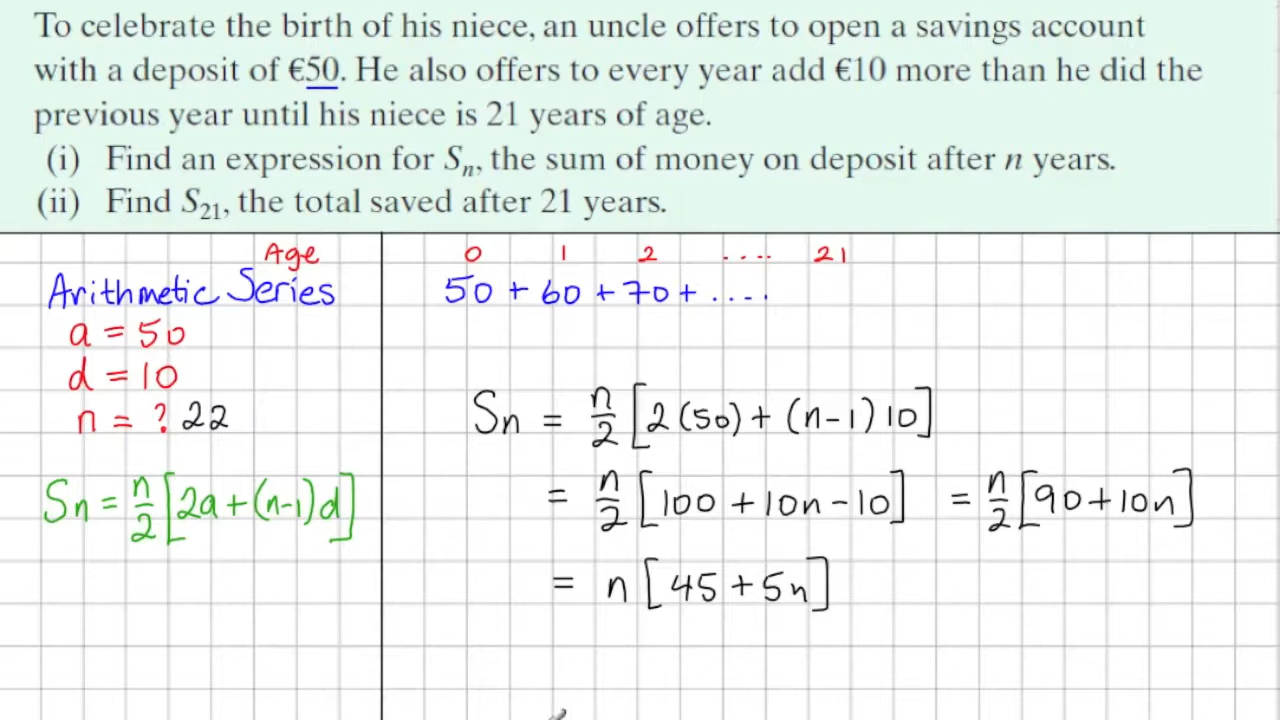 To celebrate the birth of his niece, an uncle offers to open a savings account
with a deposit of €50. He also offers to every year add €10 more than he did the
previous year until his niece is 21 years of age.
(i) Find an expression for Sₙ, the sum of money on deposit after n years.
(ii) Find S₂₁, the total saved after 21 years.
Age 0 1 2 .... 21
Arithmetic Series
50 + 60 + 70 + ....
a = 50
d = 10
n = ? 22
Sn = n/2 [2a + (n-1)d]
Sn = n/2 [2(50) + (n-1)10]
= n/2 [100 + 10n - 10] = n/2 [90 + 10n]
= n [45 + 5n]